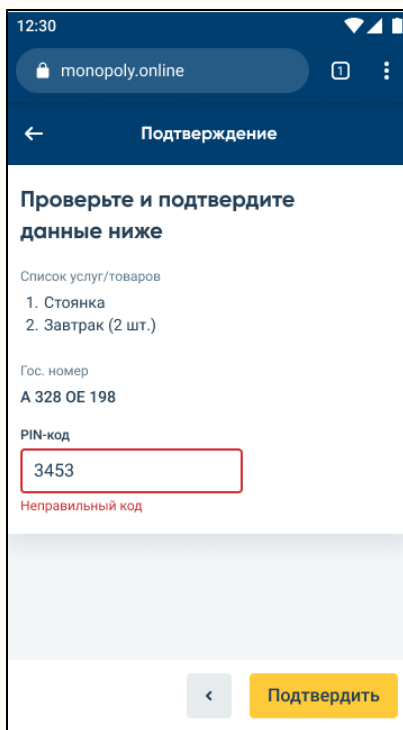 12:30
monopoly.online
1
Подтверждение
Проверьте и подтвердите
данные ниже
Список услуг/товаров
1. Стоянка
2. Завтрак (2 шт.)
Гос. номер
А 328 ОЕ 198
PIN-код
3453
Неправильный код
Подтвердить